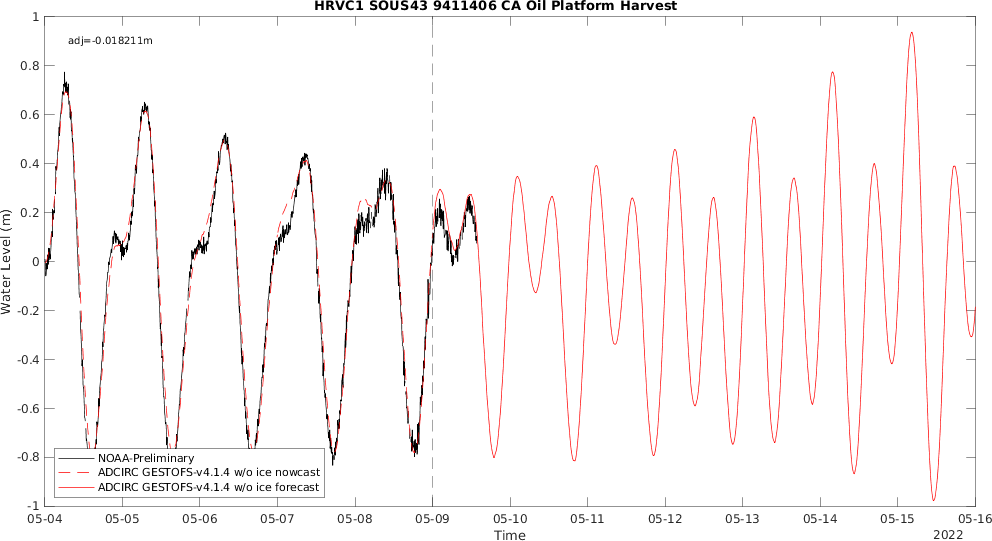 HRVC1 SOUS43 9411406 CA Oil Platform Harvest
adj=-0.018211m
Water Level (m)
1
0.8
0.6
0.4
0.2
0
-0.2
-0.4
-0.6
-0.8
-1
NOAA-Preliminary
ADCIRC GESTOFS-v4.1.4 w/o ice nowcast
ADCIRC GESTOFS-v4.1.4 w/o ice forecast
05-04 05-05 05-06 05-07 05-08 05-09 05-10 05-11 05-12 05-13 05-14 05-15 05-16
Time
2022